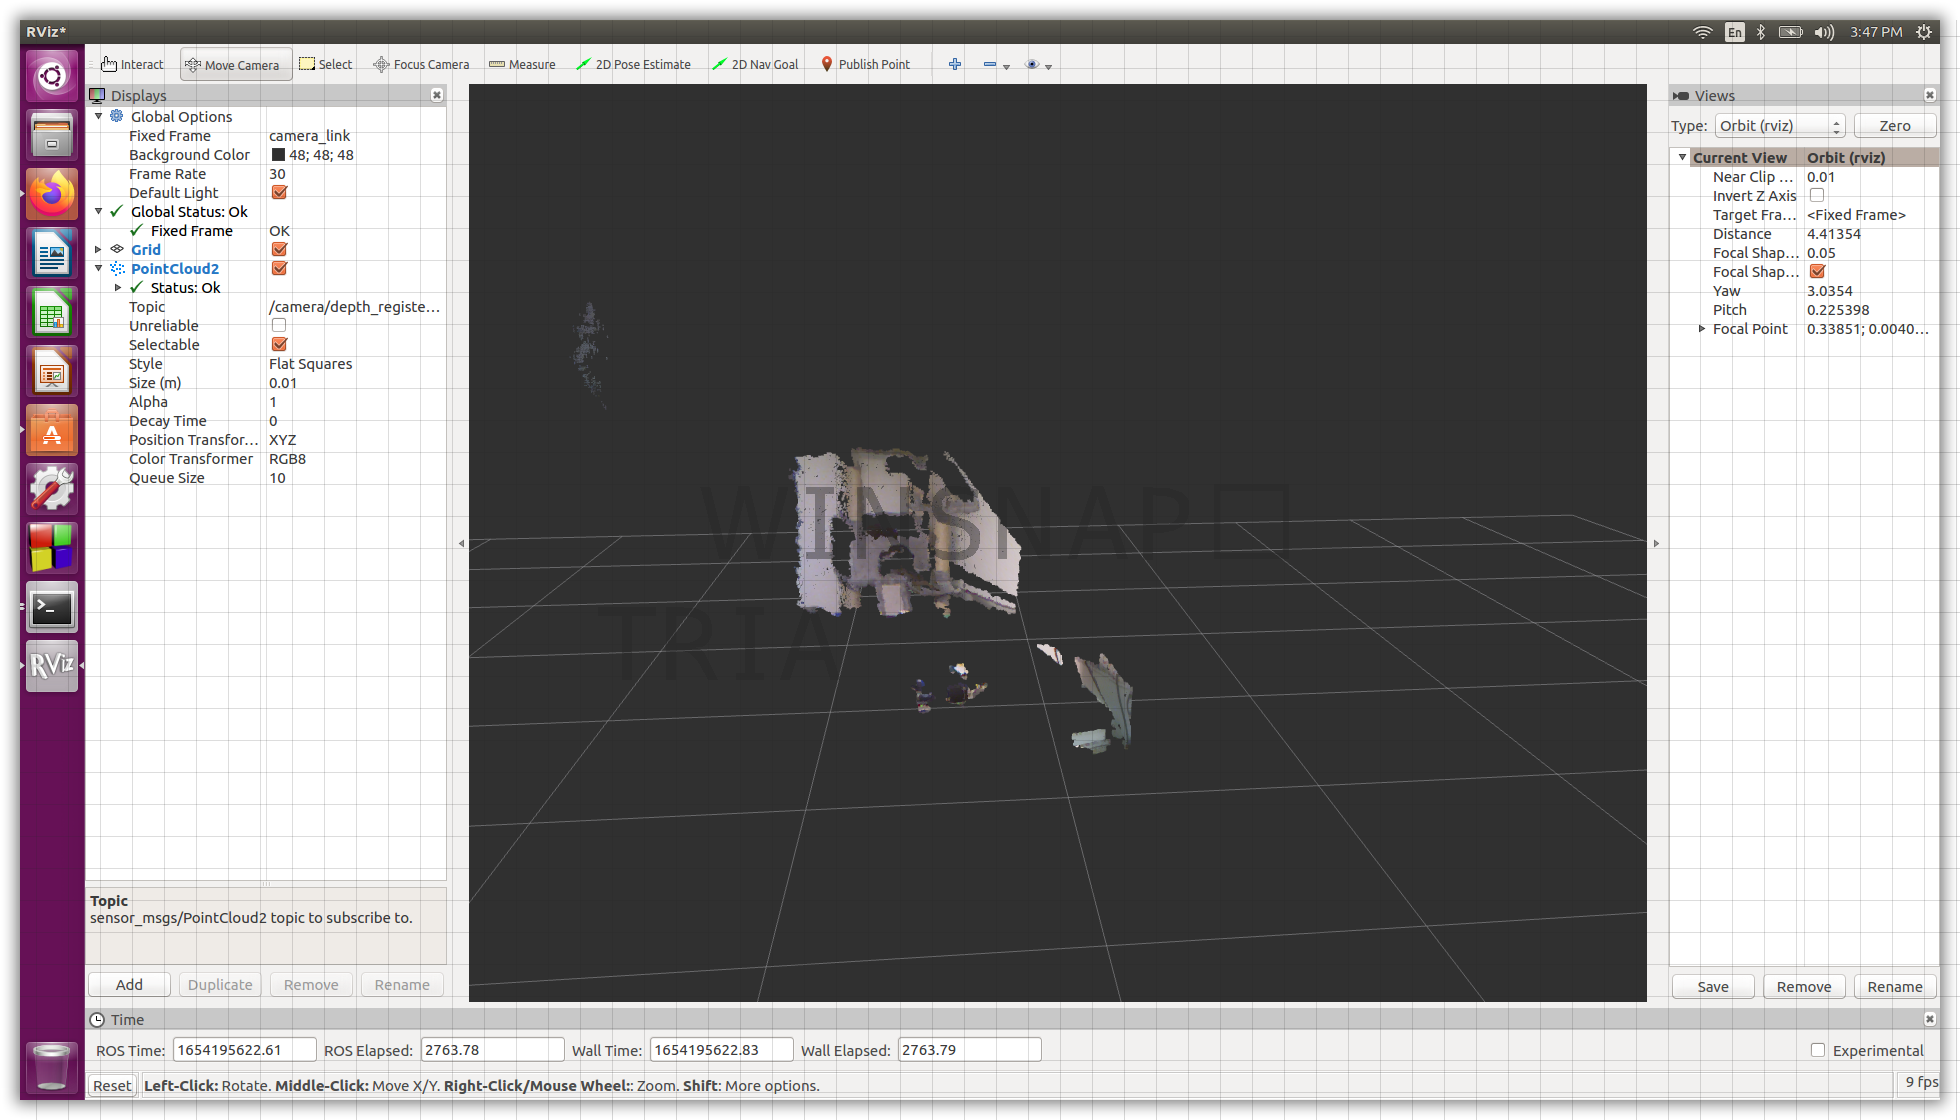 RViz*
En
3:47 PM
Interact
Move Camera
Select
Focus Camera
Measure
2D Pose Estimate
2D Nav Goal
Publish Point
Displays
Global Options
Fixed Frame camera_link
Background Color 48; 48; 48
Frame Rate 30
Default Light
Global Status: Ok
Fixed Frame OK
Grid
PointCloud2
Status: Ok
Topic /camera/depth_registe...
Unreliable
Selectable
Style Flat Squares
Size (m) 0.01
Alpha 1
Decay Time 0
Position Transfor... XYZ
Color Transformer RGB8
Queue Size 10
Topic
sensor_msgs/PointCloud2 topic to subscribe to.
Add
Duplicate
Remove
Rename
RViz
WINSNAP
TRIA
Views
Type: Orbit (rviz) Zero
Current View Orbit (rviz)
Near Clip ... 0.01
Invert Z Axis
Target Fra... <Fixed Frame>
Distance 4.41354
Focal Shap... 0.05
Focal Shap...
Yaw 3.0354
Pitch 0.225398
Focal Point 0.33851; 0.0040...
Save
Remove
Rename
Time
ROS Time: 1654195622.61 ROS Elapsed: 2763.78 Wall Time: 1654195622.83 Wall Elapsed: 2763.79 Experimental
Reset Left-Click: Rotate. Middle-Click: Move X/Y. Right-Click/Mouse Wheel:: Zoom. Shift: More options. 9 fps